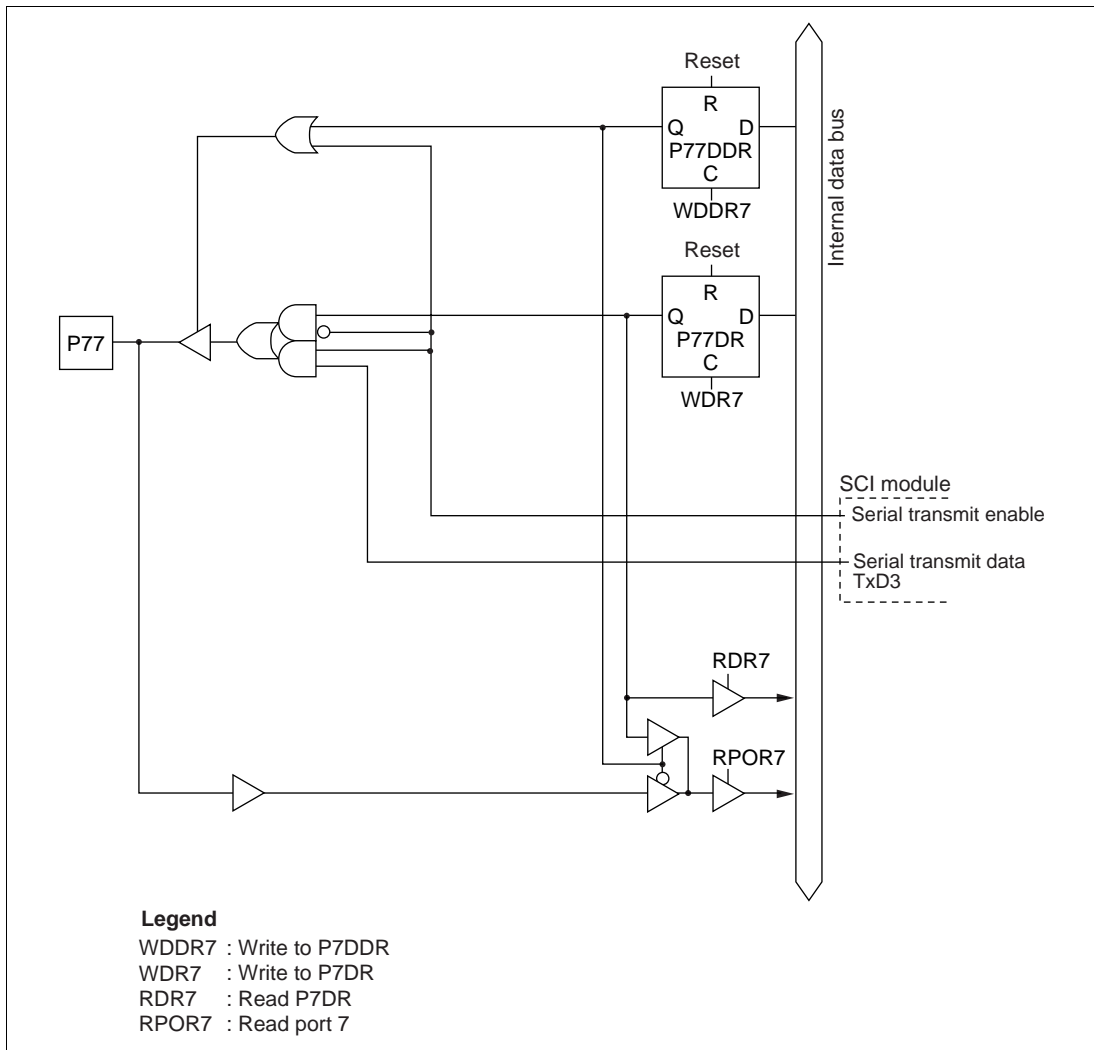 Reset
R
Q D
P77DDR
C
WDDR7
Internal data bus
Reset
R
Q D
P77DR
C
WDR7
P77
SCI module
Serial transmit enable
Serial transmit data
TxD3
RDR7
RPOR7
Legend
WDDR7 : Write to P7DDR
WDR7 : Write to P7DR
RDR7 : Read P7DR
RPOR7 : Read port 7